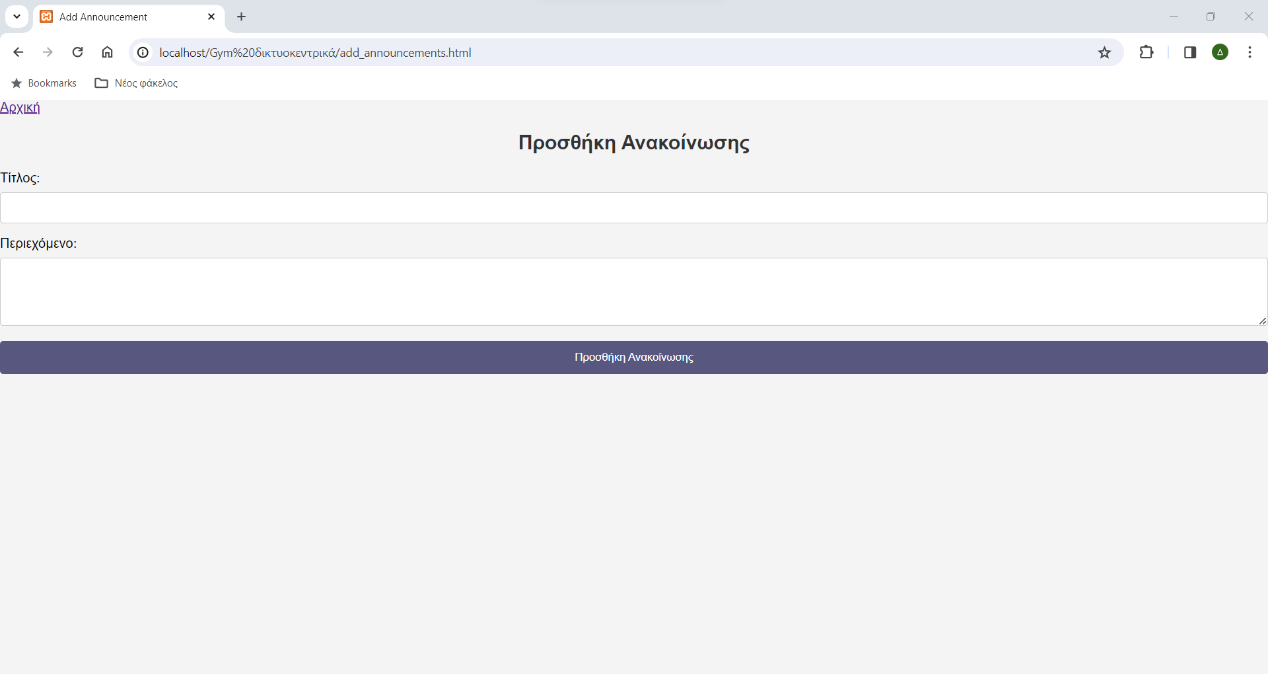 Add Announcement
localhost/Gym%20δικτυοκεντρικά/add_announcements.html
Δ
Bookmarks Νέος φάκελος
Αρχική
Προσθήκη Ανακοίνωσης
Τίτλος:
Περιεχόμενο:
Προσθήκη Ανακοίνωσης